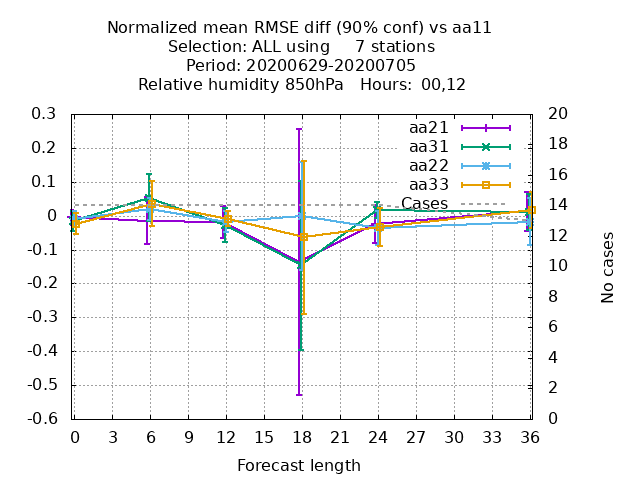 Normalized mean RMSE diff (90% conf) vs aa11
Selection: ALL using     7 stations
Period: 20200629-20200705
Relative humidity 850hPa   Hours: 00,12
0.3
0.2
0.1
0
-0.1
-0.2
-0.3
-0.4
-0.5
-0.6
aa21
aa31
aa22
aa33
Cases
20
18
16
14
12
10
8
6
4
2
0
No cases
0 3 6 9 12 15 18 21 24 27 30 33 36
Forecast length